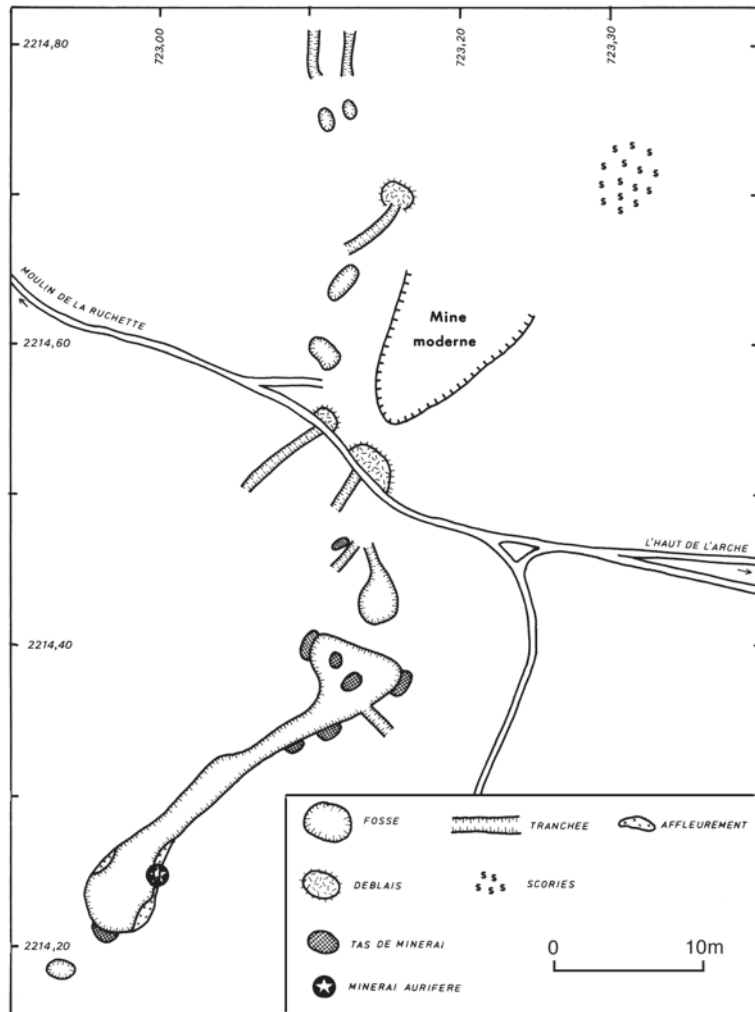 723,00
723,20
723,30
2214,80
s s s s s s s s s s s s s s s s s
MOULIN DE LA RUCHETTE
Mine
moderne
2214,60
L'HAUT DE L'ARCHE
2214,40
FOSSE
TRANCHEE
AFFLEUREMENT
DEBLAIS
s s s s s s
SCORIES
TAS DE MINERAI
0 10m
MINERAI AURIFERE
2214,20